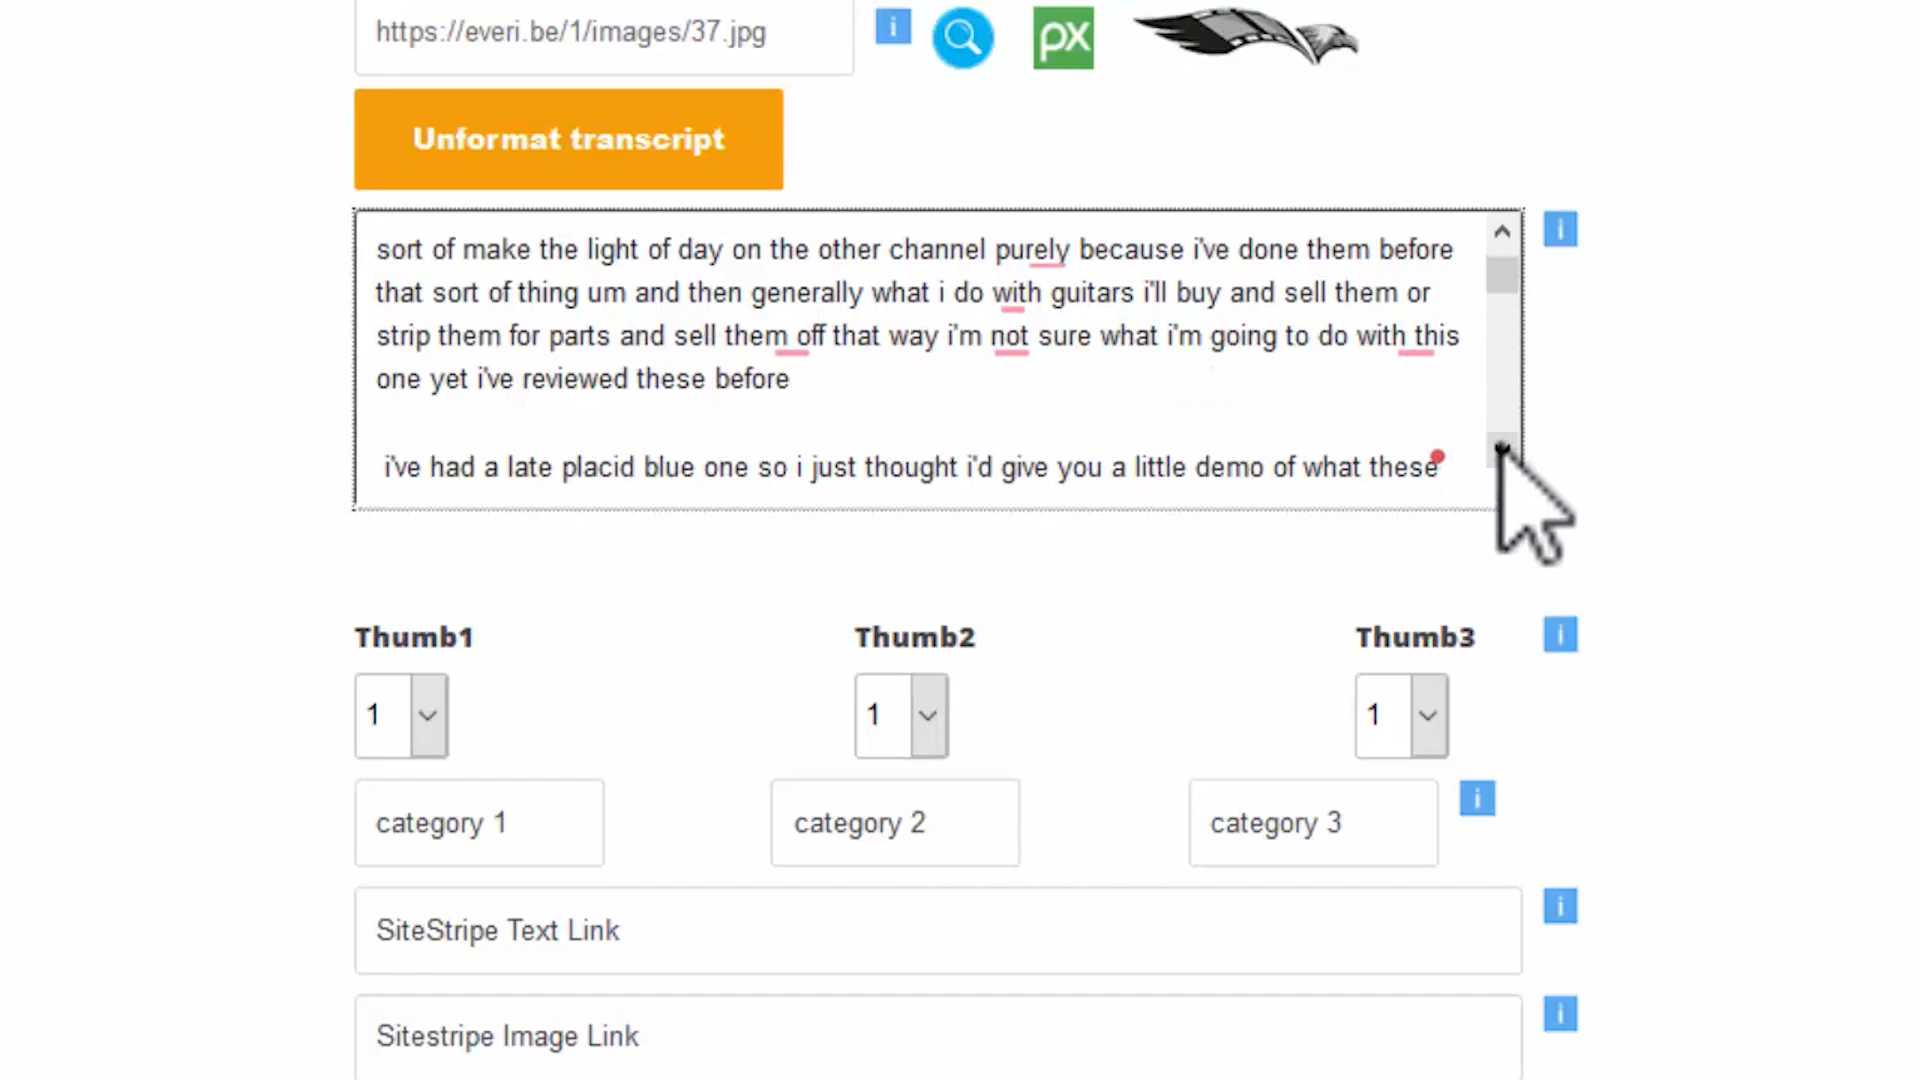 https://everi.be/1/images/37.jpg
px
Unformat transcript
sort of make the light of day on the other channel purely because i've done them before
that sort of thing um and then generally what i do with guitars i'll buy and sell them or
strip them for parts and sell them off that way i'm not sure what i'm going to do with this
one yet i've reviewed these before
i've had a late placid blue one so i just thought i'd give you a little demo of what these
Thumb1 Thumb2 Thumb3
1 1 1
category 1 category 2 category 3
SiteStripe Text Link
Sitestripe Image Link